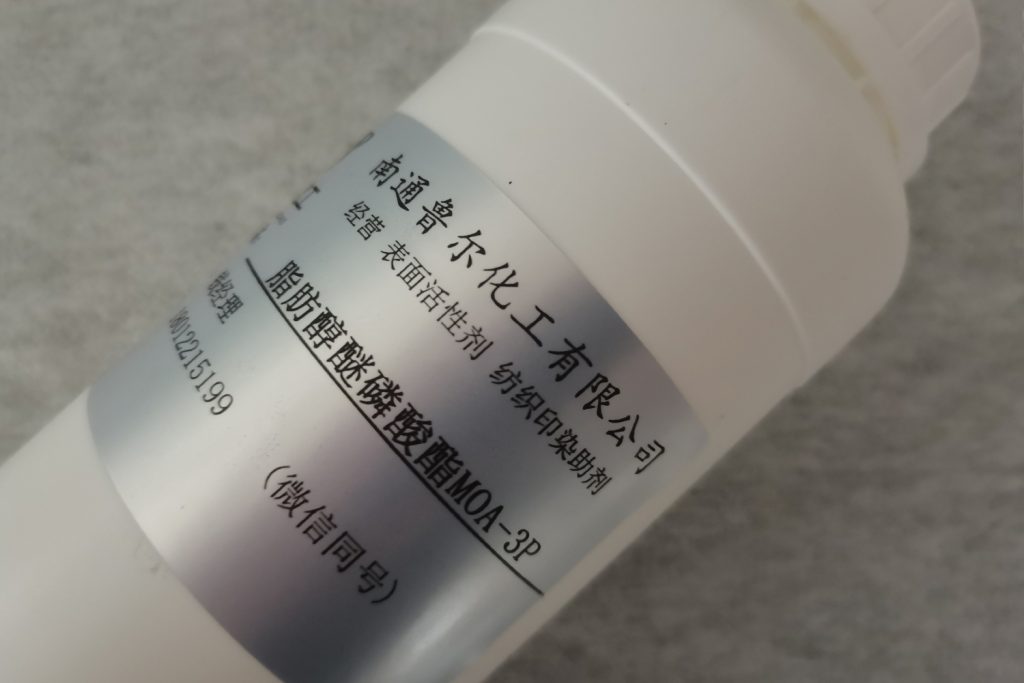 南通鲁尔化工有限公司
经营 表面活性剂 纺织印染助剂
脂肪醇醚磷酸酯MOA-3P
经理
18012215199
(微信同号)